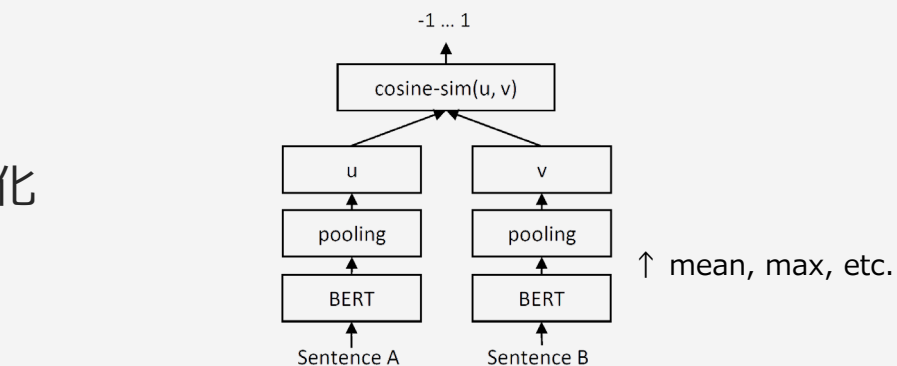 -1 ... 1
cosine-sim(u, v)
u
v
化
pooling
pooling
↑ mean, max, etc.
BERT
BERT
Sentence A
Sentence B